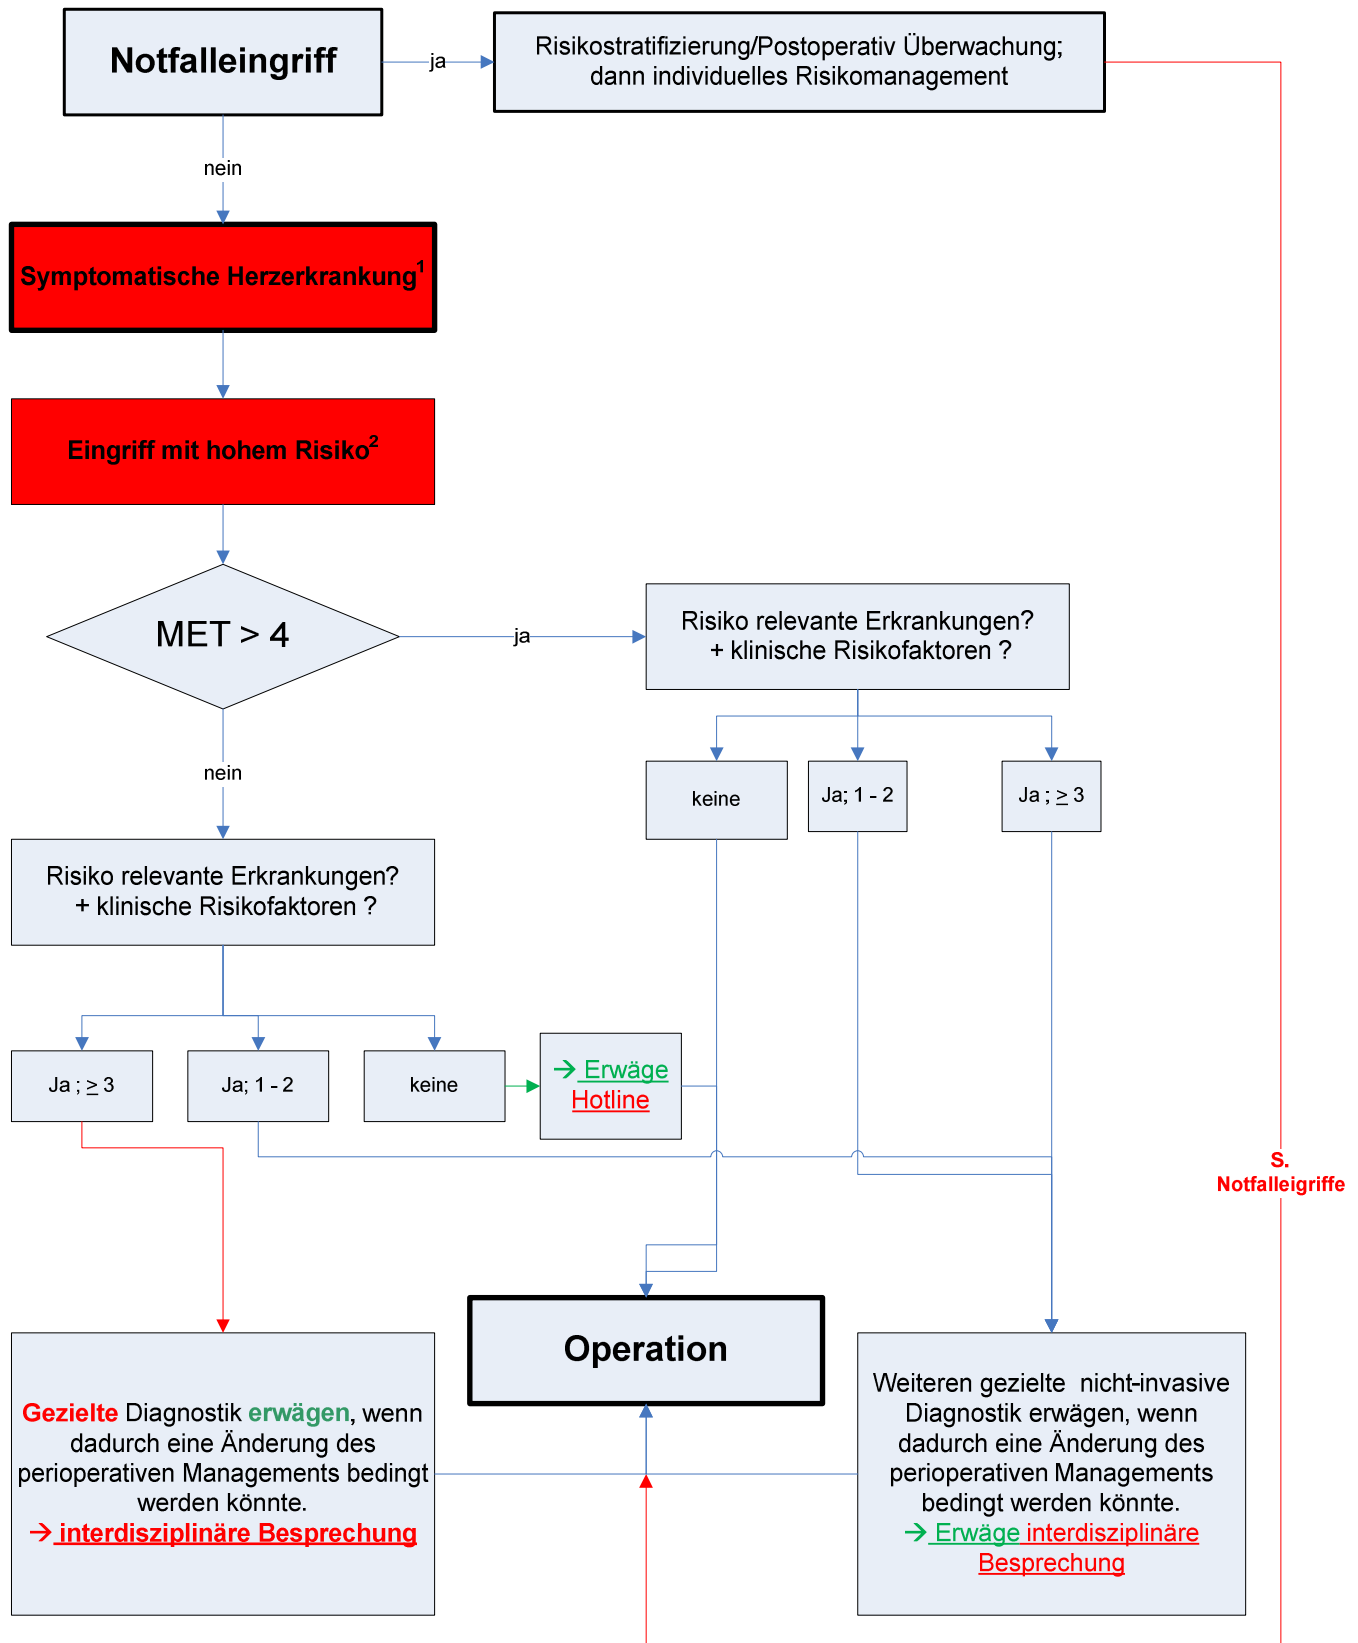 Notfalleingriff
ja
Risikostratifizierung/Postoperativ Überwachung;
dann individuelles Risikomanagement
nein
Symptomatische Herzerkrankung1
Eingriff mit hohem Risiko2
MET > 4
ja
Risiko relevante Erkrankungen?
+ klinische Risikofaktoren ?
keine
Ja; 1 - 2
Ja ; ≥ 3
nein
Risiko relevante Erkrankungen?
+ klinische Risikofaktoren ?
Ja ; ≥ 3
Ja; 1 - 2
keine
→ Erwäge
Hotline
S.
Notfalleigriffe
Operation
Gezielte Diagnostik erwägen, wenn
dadurch eine Änderung des
perioperativen Managements bedingt
werden könnte.
→ interdisziplinäre Besprechung
Weiteren gezielte nicht-invasive
Diagnostik erwägen, wenn
dadurch eine Änderung des
perioperativen Managements
bedingt werden könnte.
→ Erwäge interdisziplinäre
Besprechung